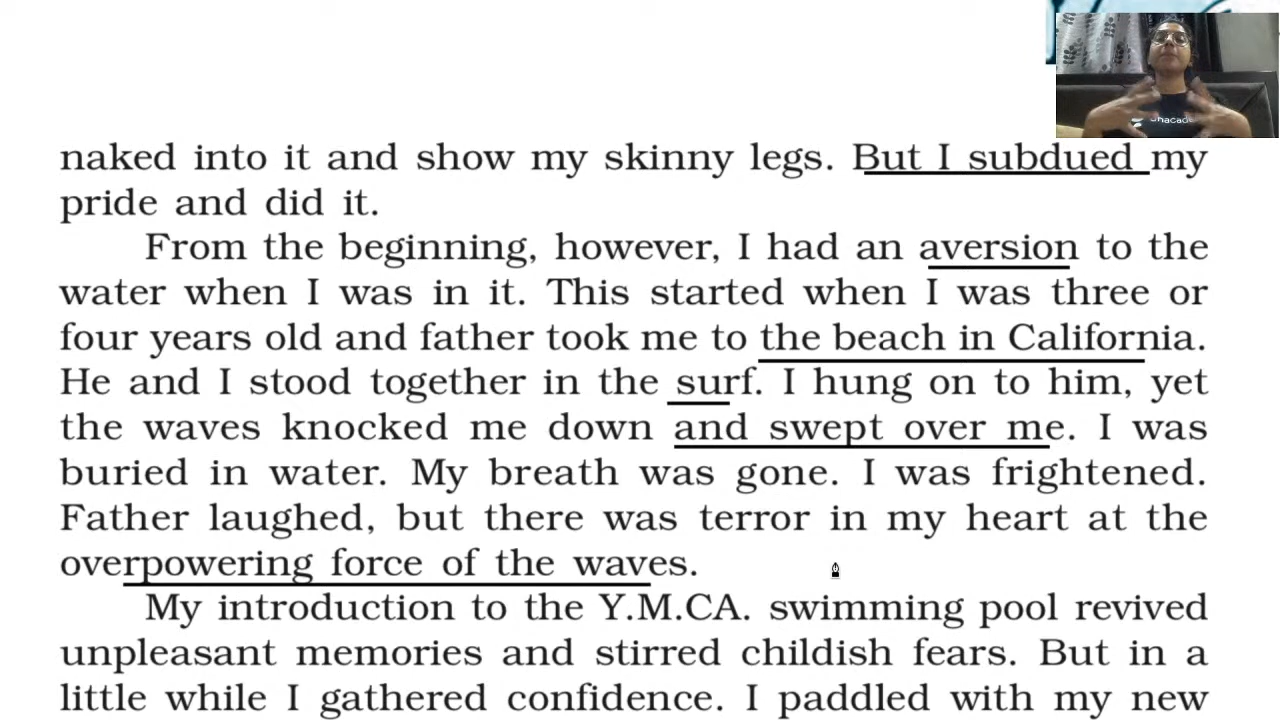 naked into it and show my skinny legs. But I subdued my
pride and did it.
From the beginning, however, I had an aversion to the
water when I was in it. This started when I was three or
four years old and father took me to the beach in California.
He and I stood together in the surf. I hung on to him, yet
the waves knocked me down and swept over me. I was
buried in water. My breath was gone. I was frightened.
Father laughed, but there was terror in my heart at the
overpowering force of the waves.
My introduction to the Y.M.CA. swimming pool revived
unpleasant memories and stirred childish fears. But in a
little while I gathered confidence. I paddled with my new